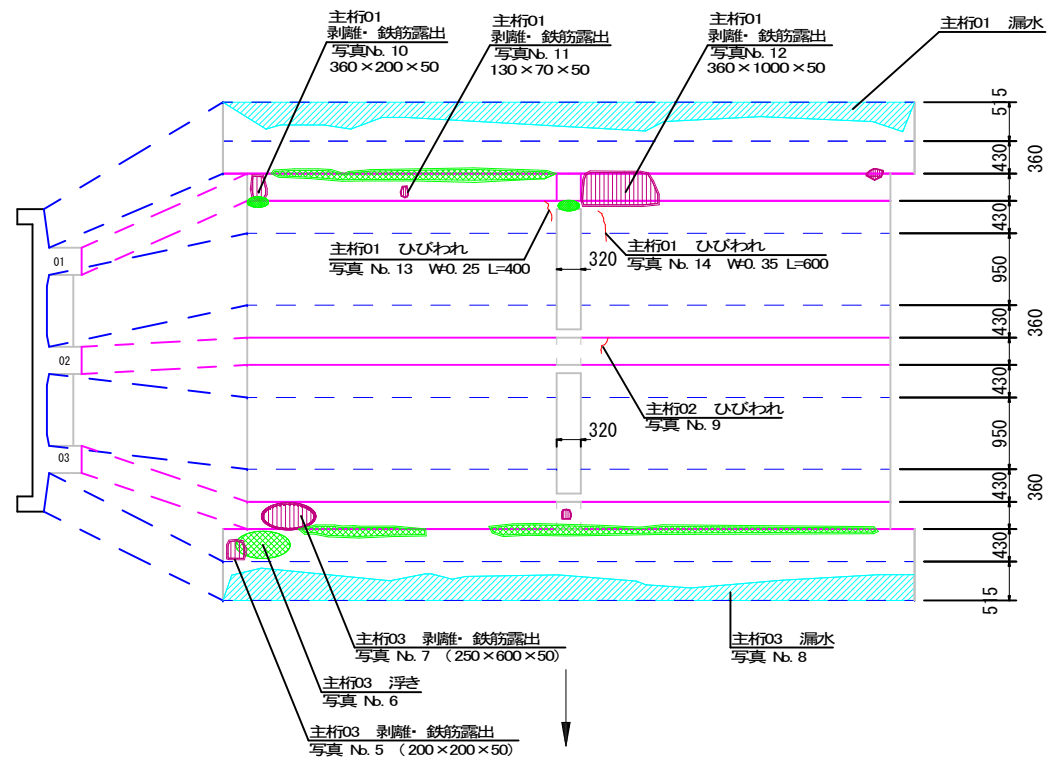 主桁01
剥離・鉄筋露出
写真No. 10
360×200×50
主桁01
剥離・鉄筋露出
写真No. 11
130×70×50
主桁01
剥離・鉄筋露出
写真No. 12
360×1000×50
主桁01 漏水
515
430
360
430
950
430
360
430
950
430
360
430
515
01
02
03
主桁01 ひびわれ
写真 No. 13 W=0.25 L=400
320
主桁01 ひびわれ
写真 No. 14 W=0.35 L=600
主桁02 ひびわれ
写真 No. 9
320
主桁03 剥離・鉄筋露出
写真 No. 7 (250×600×50)
主桁03 漏水
写真 No. 8
主桁03 浮き
写真 No. 6
主桁03 剥離・鉄筋露出
写真 No. 5 (200×200×50)